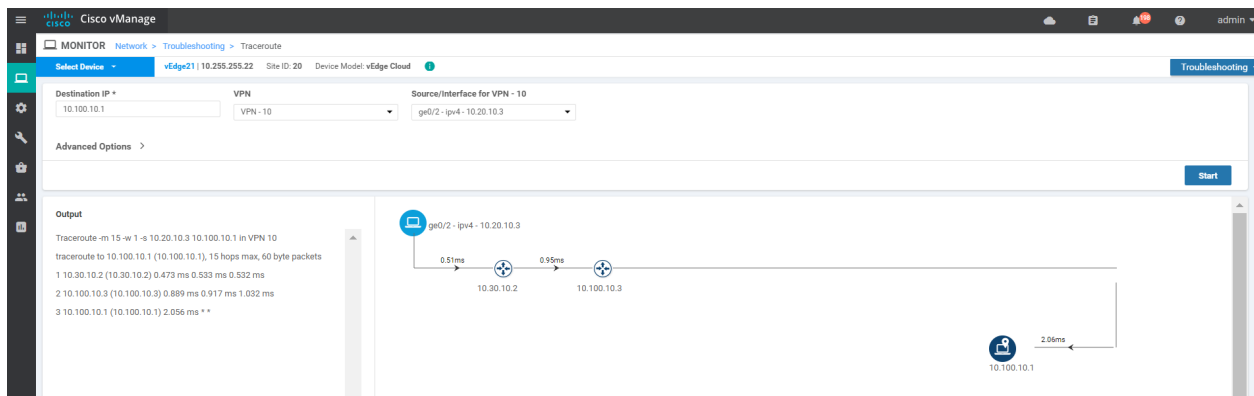 cisco Cisco vManage 198 admin
MONITOR Network > Troubleshooting > Traceroute
Select Device vEdge21 | 10.255.255.22 Site ID: 20 Device Model: vEdge Cloud Troubleshooting
Destination IP * VPN Source/Interface for VPN - 10
10.100.10.1 VPN - 10 ge0/2 - ipv4 - 10.20.10.3
Advanced Options >
Start
Output
Traceroute -m 15 -w 1 -s 10.20.10.3 10.100.10.1 in VPN 10
traceroute to 10.100.10.1 (10.100.10.1), 15 hops max, 60 byte packets
1 10.30.10.2 (10.30.10.2) 0.473 ms 0.533 ms 0.532 ms
2 10.100.10.3 (10.100.10.3) 0.889 ms 0.917 ms 1.032 ms
3 10.100.10.1 (10.100.10.1) 2.056 ms * *
ge0/2 - ipv4 - 10.20.10.3
0.51ms 0.95ms
10.30.10.2 10.100.10.3
2.06ms
10.100.10.1